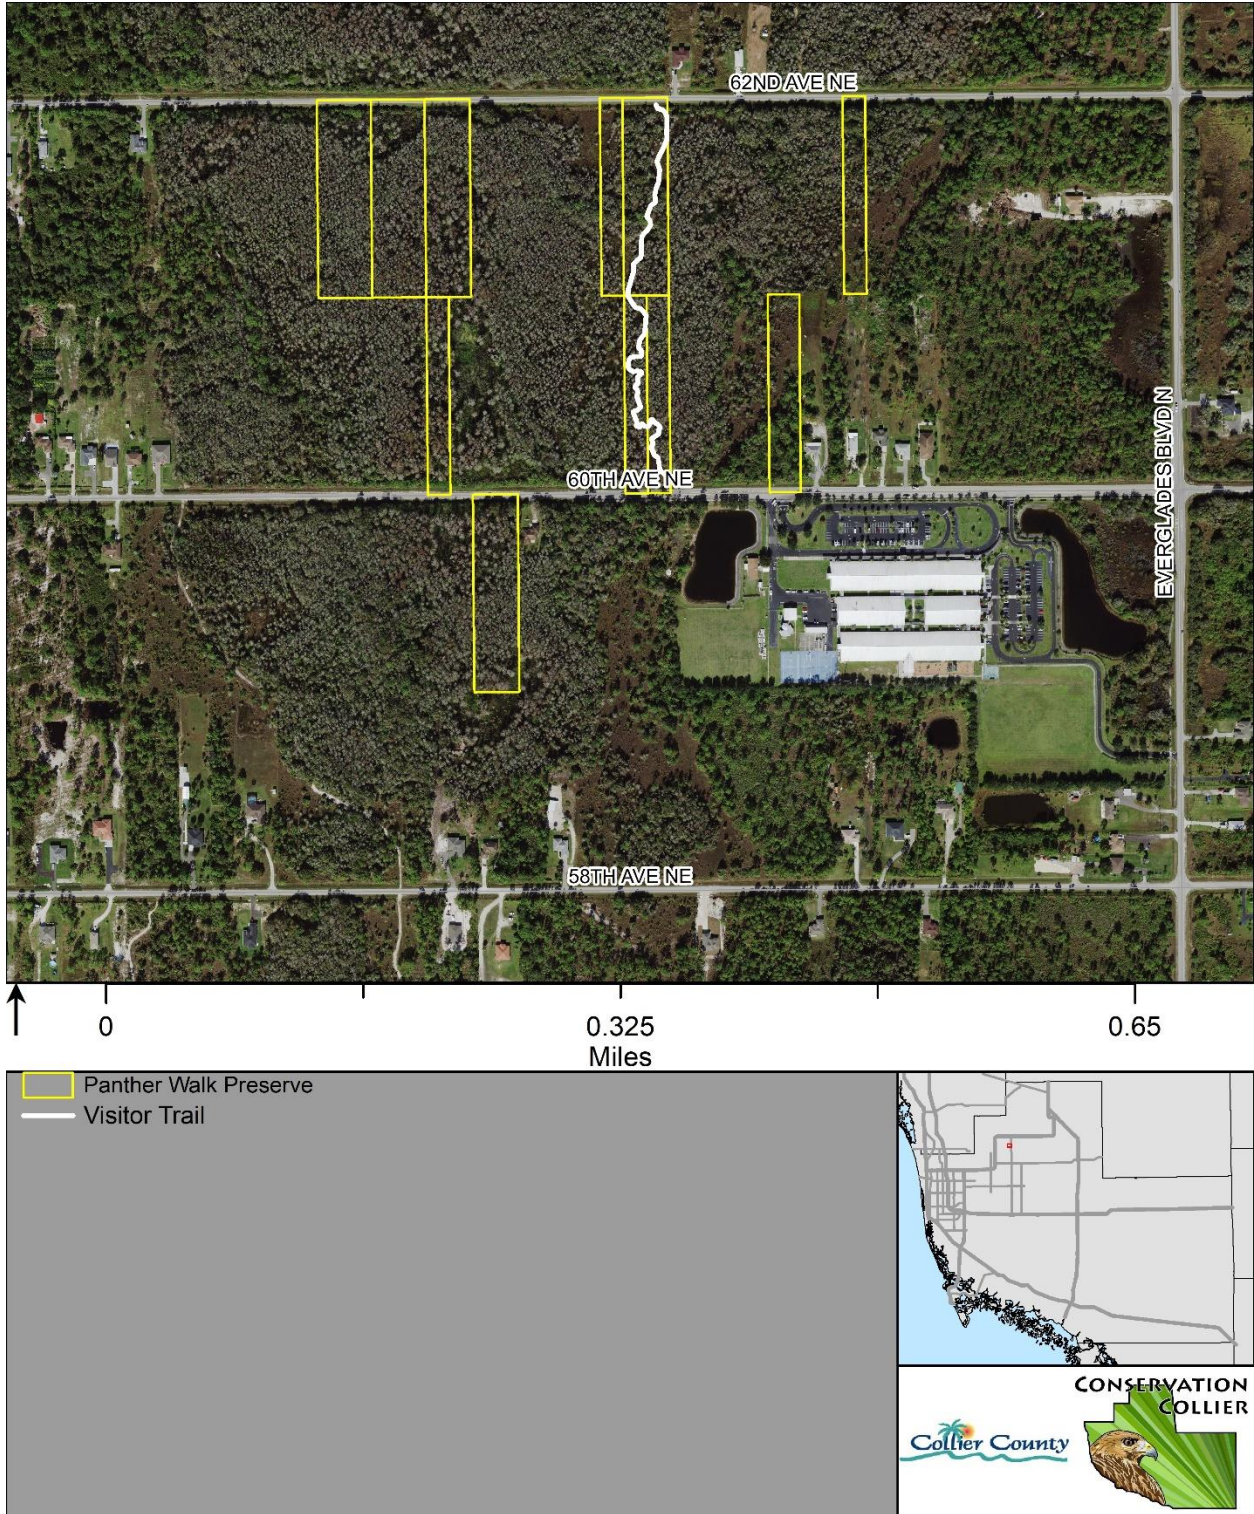 62ND AVE NE
EVERGLADES BLVD N
60TH AVE NE
58TH AVE NE
0
0.325
0.65
Miles
Panther Walk Preserve
Visitor Trail
CONSERVATION
COLLIER
Collier County